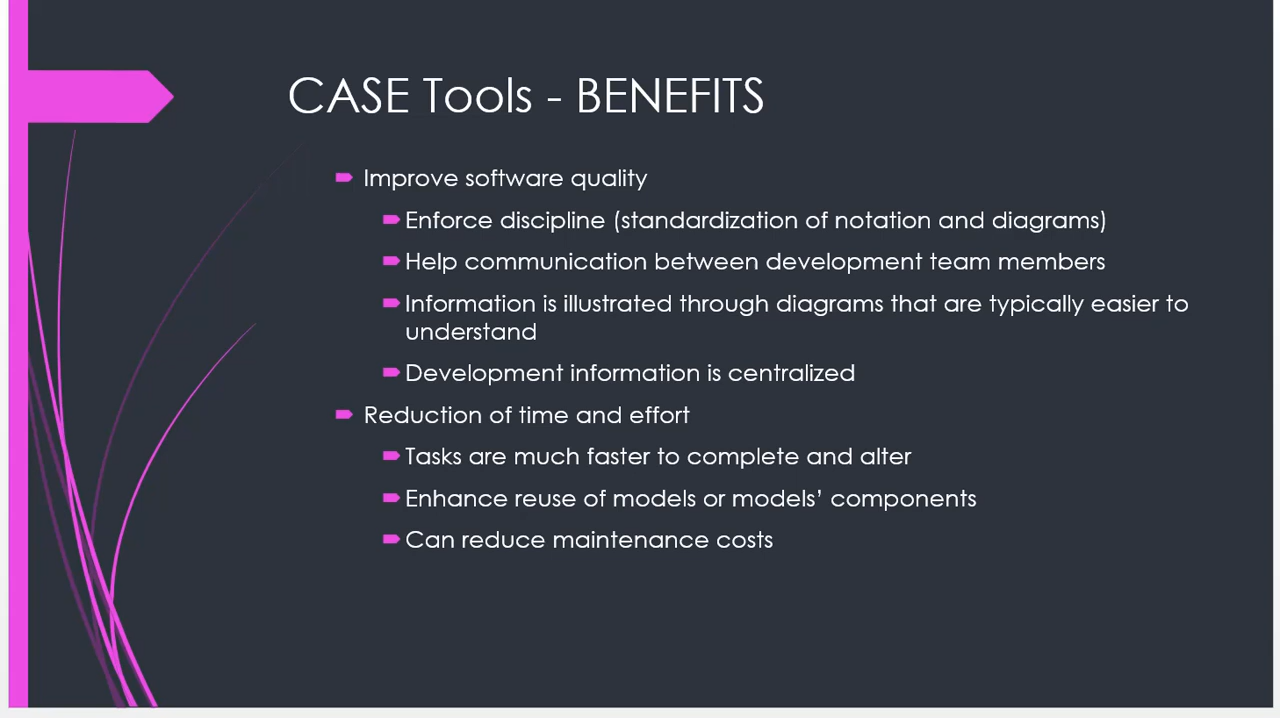 CASE Tools - BENEFITS
Improve software quality
Enforce discipline (standardization of notation and diagrams)
Help communication between development team members
Information is illustrated through diagrams that are typically easier to
understand
Development information is centralized
Reduction of time and effort
Tasks are much faster to complete and alter
Enhance reuse of models or models’ components
Can reduce maintenance costs